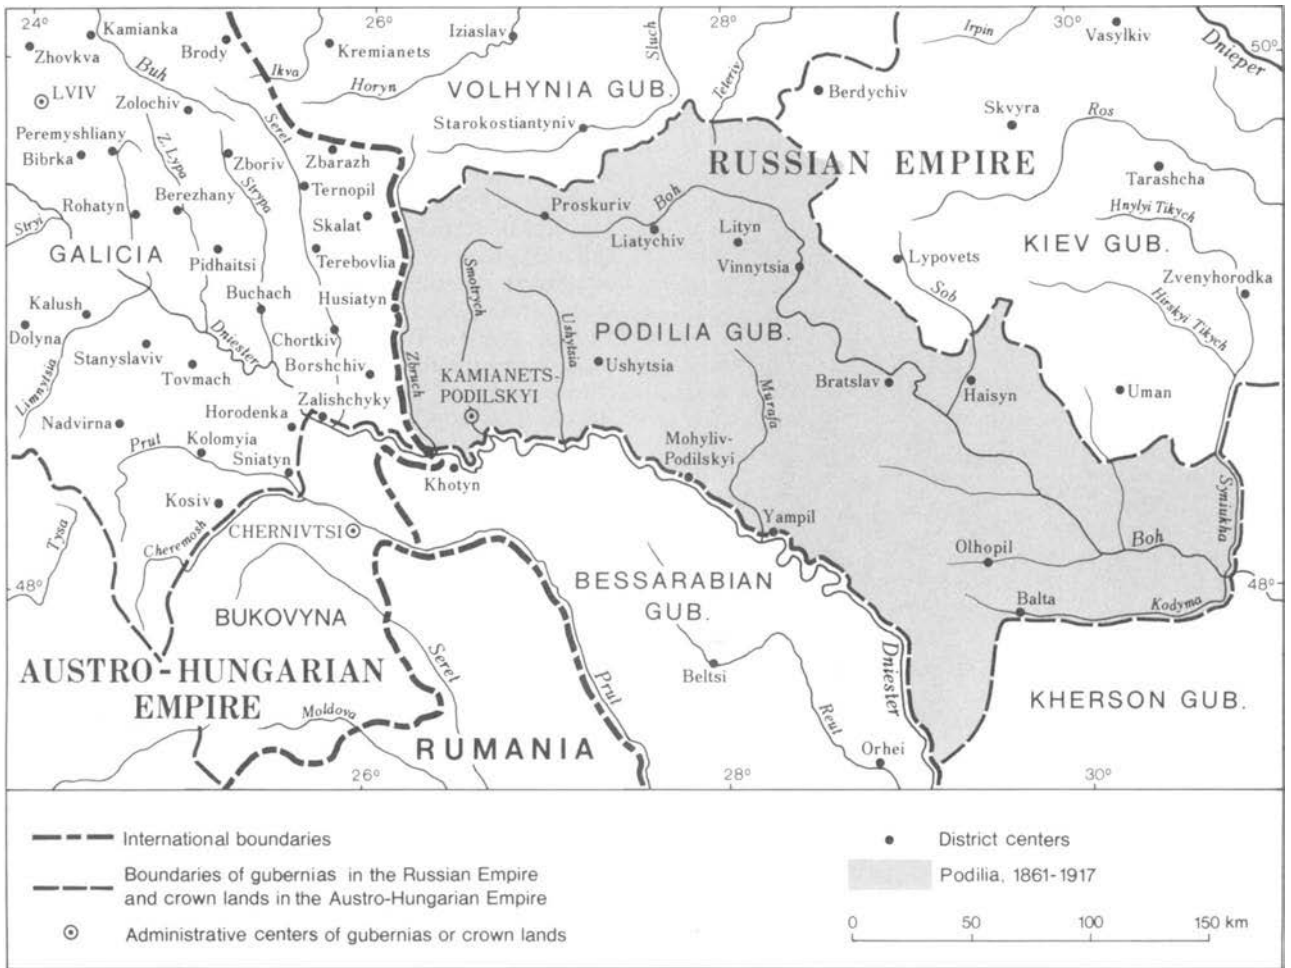 24°
26°
30°
50°
Kamianka
Brody
Kremianets
Iziaslav
Sluch
Irpin
Vasylkiv
Dnieper
Zhovkva
Buh
Ikva
Horyn
VOLHYNIA GUB.
Teteriv
Berdychiv
LVIV
Zolochiv
Seret
Starokostiantyniv
Skvyra
Ros
Peremyshliany
Bibrka
Z. Lypa
Zboriv
Zbarazh
RUSSIAN EMPIRE
Tarashcha
Strypa
Ternopil
Rohatyn
Berezhany
Skalat
Proskuriv
Boh
Liatychiv
Lityn
Hnylyi Tikych
Stryi
GALICIA
Pidhaitsi
Terebovlia
Smotrych
Vinnytsia
Lypovets
KIEV GUB.
Zvenyhorodka
Kalush
Buchach
Husiatyn
Ushytsia
Sob
Hirskyi Tikych
Dolyna
Dniester
Chortkiv
PODILIA GUB.
Stanyslaviv
Tovmach
Borshchiv
Zbruch
KAMIANETS-
PODILSKYI
Ushytsia
Murafa
Bratslav
Haisyn
Uman
Limnytsia
Nadvirna
Horodenka
Zalishchyky
Prut
Kolomyia
Sniatyn
Mohyliv-
Podilskyi
Khotyn
Kosiv
Syniukha
Tysa
Cheremosh
CHERNIVTSI
Yampil
Olhopil
Boh
48°
BESSARABIAN
GUB.
48°
BUKOVYNA
Balta
Kodyma
AUSTRO-HUNGARIAN
EMPIRE
Seret
Prut
Beltsi
Dniester
KHERSON GUB.
Moldova
RUMANIA
Reut
Orhei
26°
28°
30°
28°
International boundaries
Boundaries of gubernias in the Russian Empire
and crown lands in the Austro-Hungarian Empire
Administrative centers of gubernias or crown lands
District centers
Podilia, 1861-1917
0 50 100 150 km